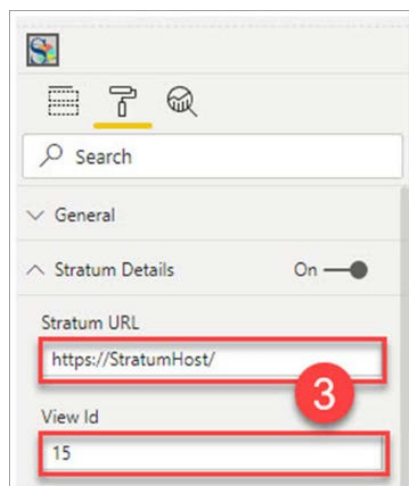 Search
General
Stratum Details On
Stratum URL
https://StratumHost/
3
View Id
15